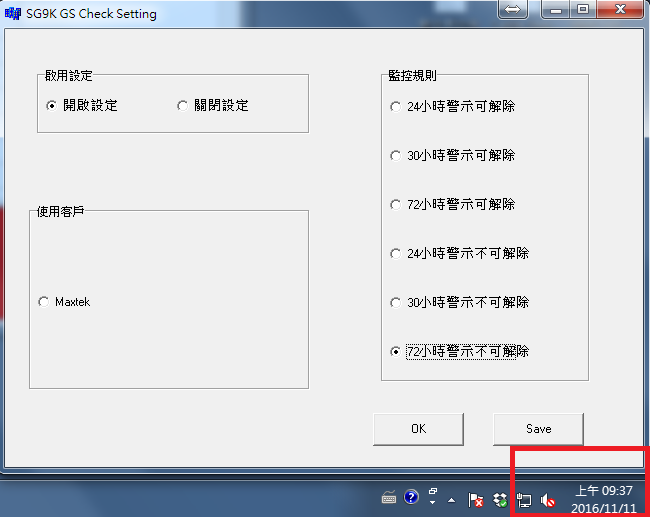 SG9K GS Check Setting
啟用設定
開啟設定
關閉設定
使用客戶
Maxtek
監控規則
24小時警示可解除
30小時警示可解除
72小時警示可解除
24小時警示不可解除
30小時警示不可解除
72小時警示不可解除
OK
Save
上午 09:37
2016/11/11